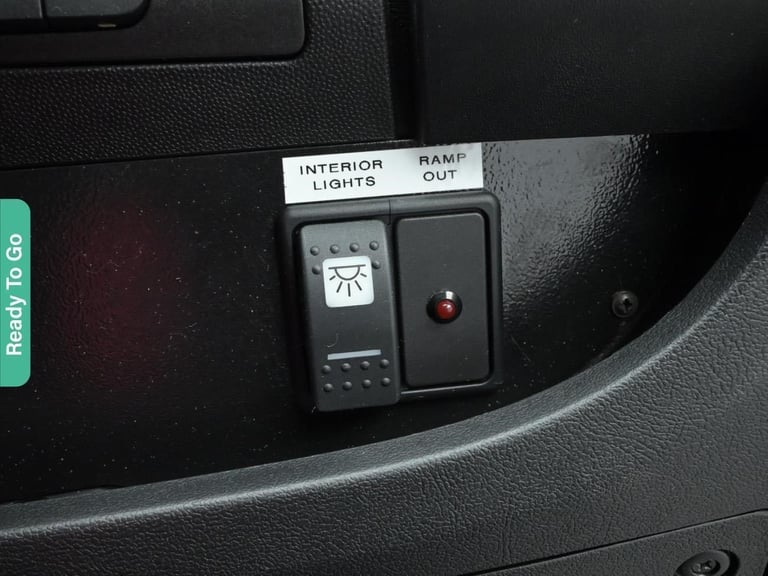 INTERIOR
LIGHTS
RAMP
OUT
Ready To Go